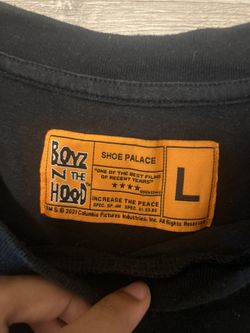 BOYZ
N THE
HOOD
SHOE PALACE
"ONE OF THE BEST FILMS
OF RECENT YEARS"
★★★★
L
INCREASE THE PEACE
TM & © 2021 Columbia Pictures Industries, Inc. All Rights Reserved.